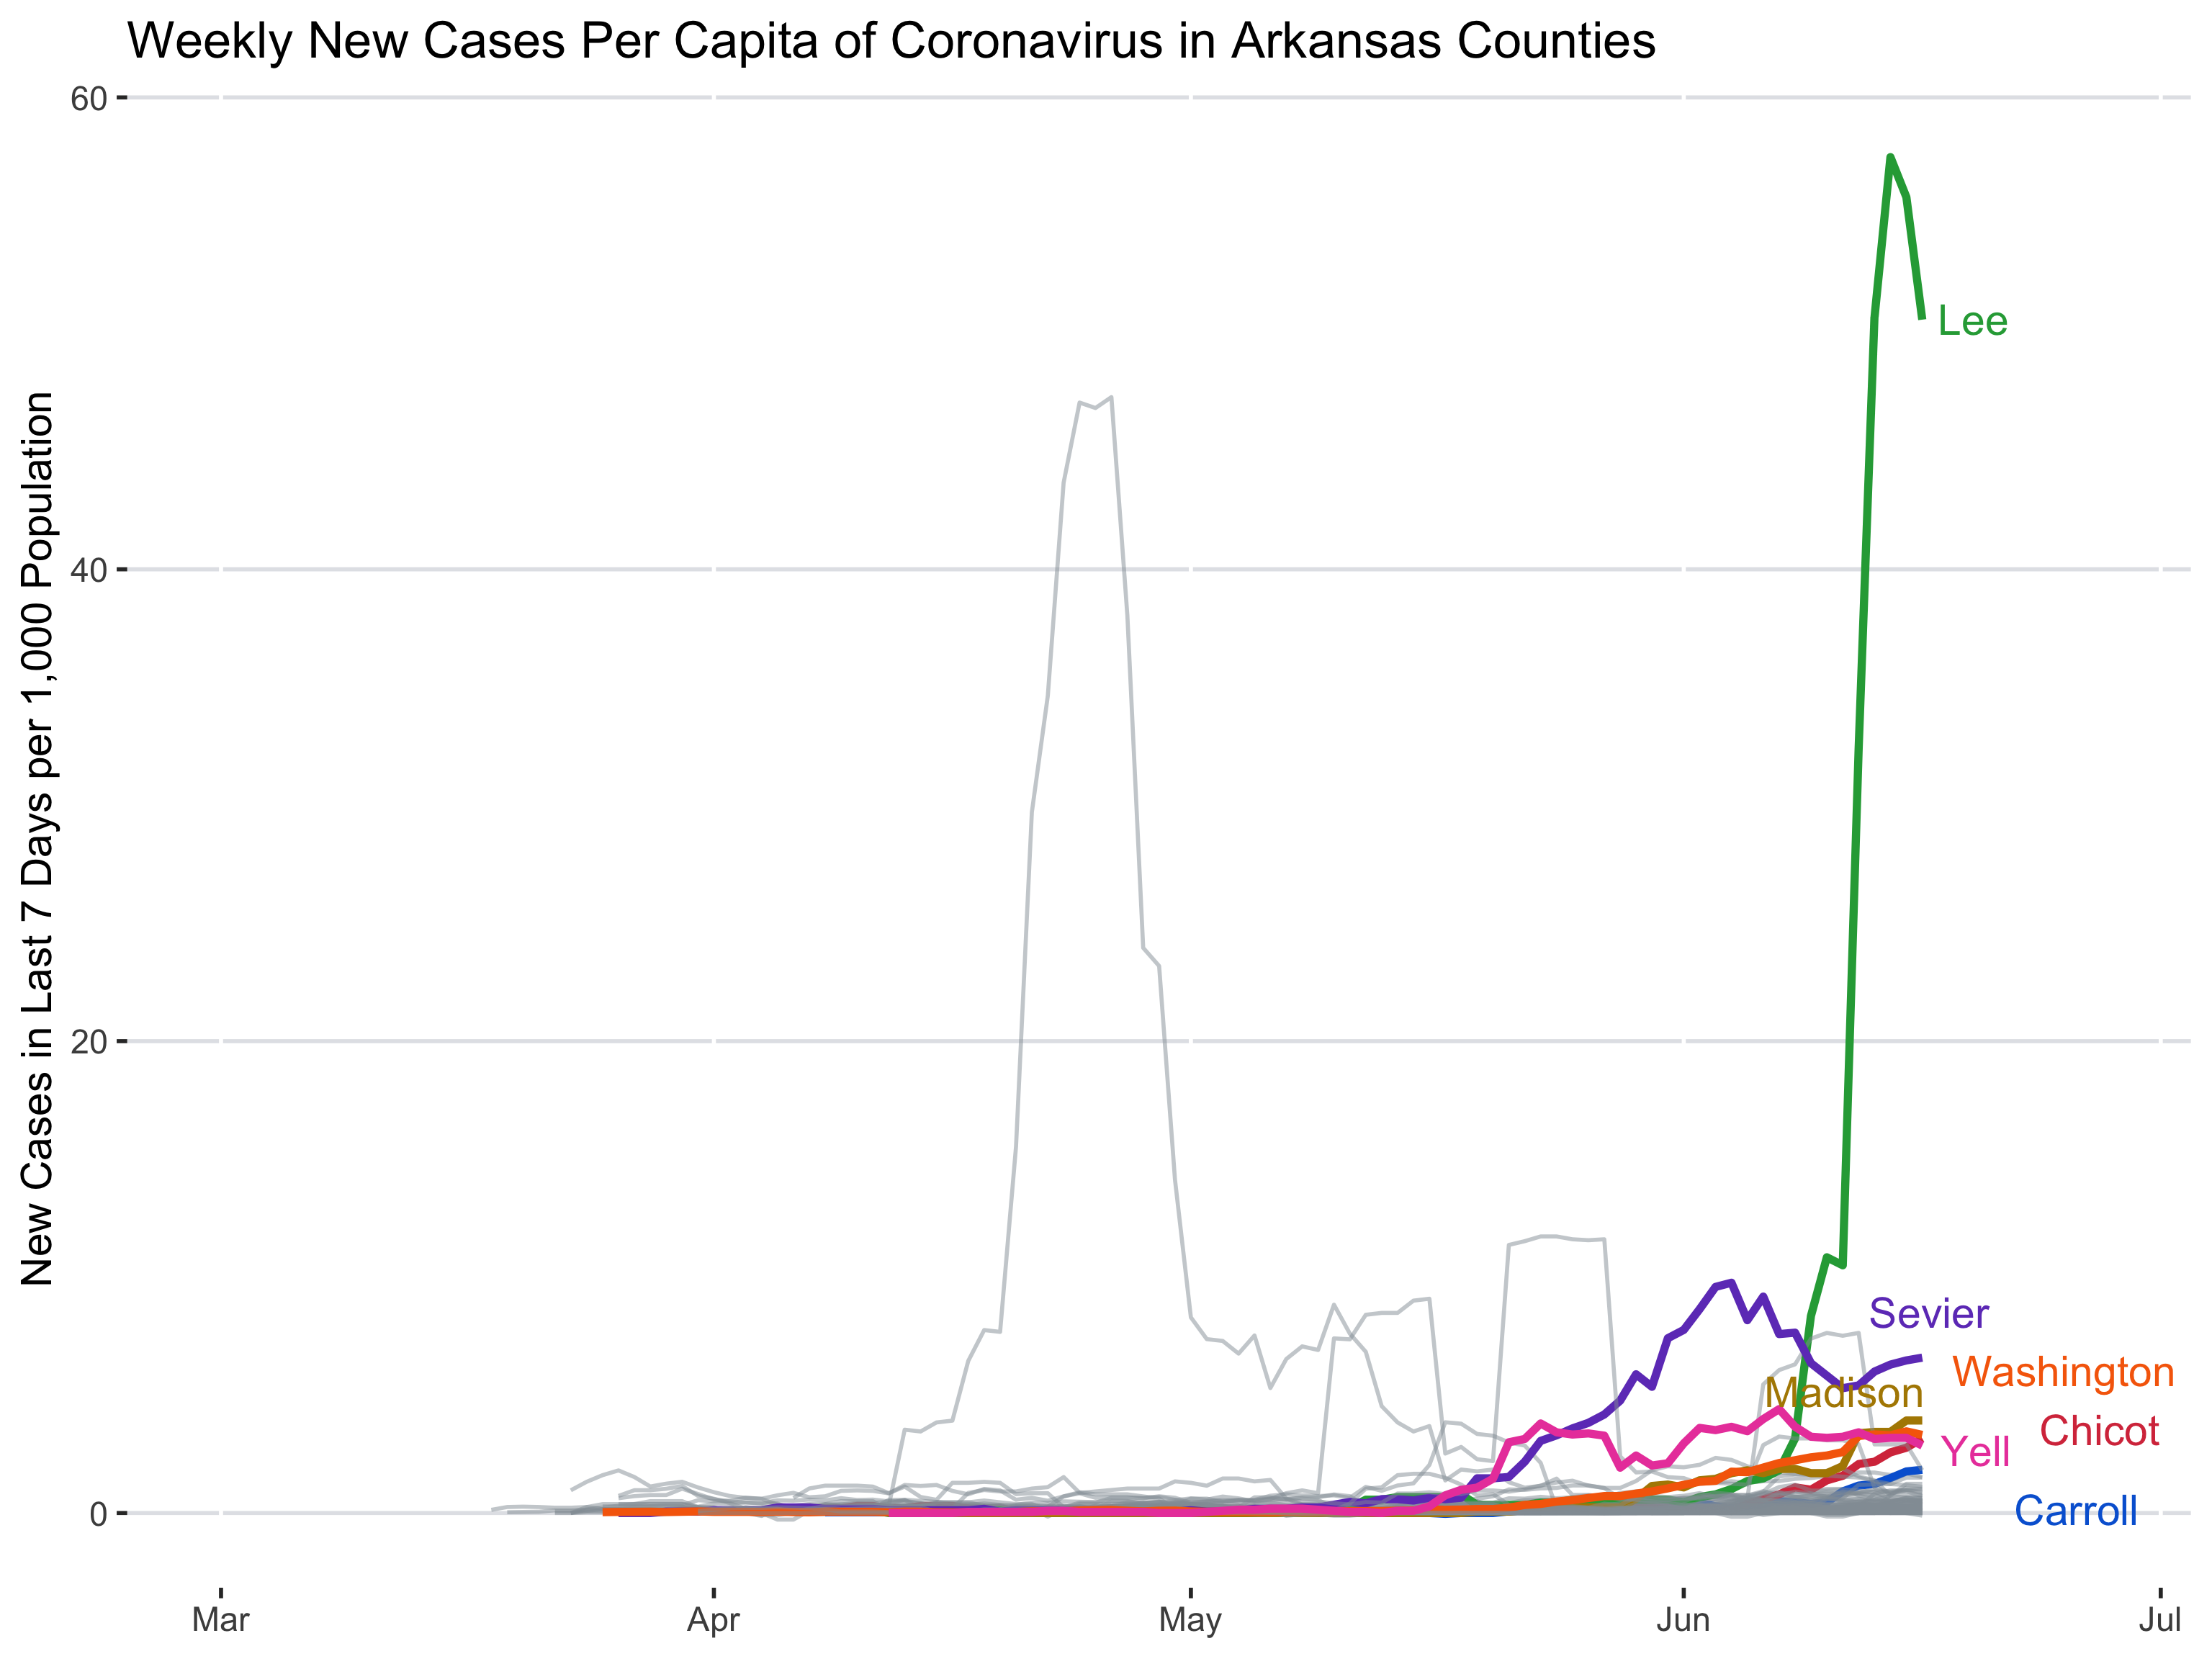 Weekly New Cases Per Capita of Coronavirus in Arkansas Counties
New Cases in Last 7 Days per 1,000 Population
60
40
20
0
Lee
Sevier
Washington
Madison
Chicot
Yell
Carroll
Mar
Apr
May
Jun
Jul